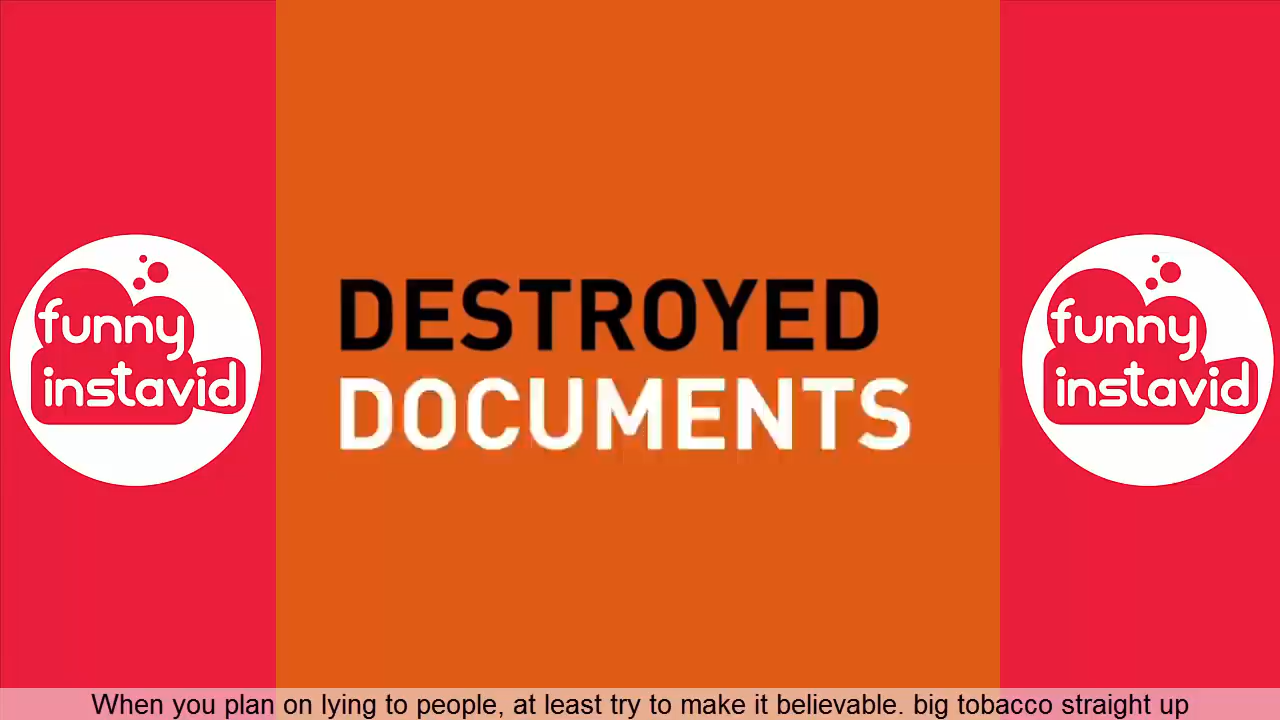 DESTROYED
DOCUMENTS
funny
instavid
funny
instavid
When you plan on lying to people, at least try to make it believable. big tobacco straight up